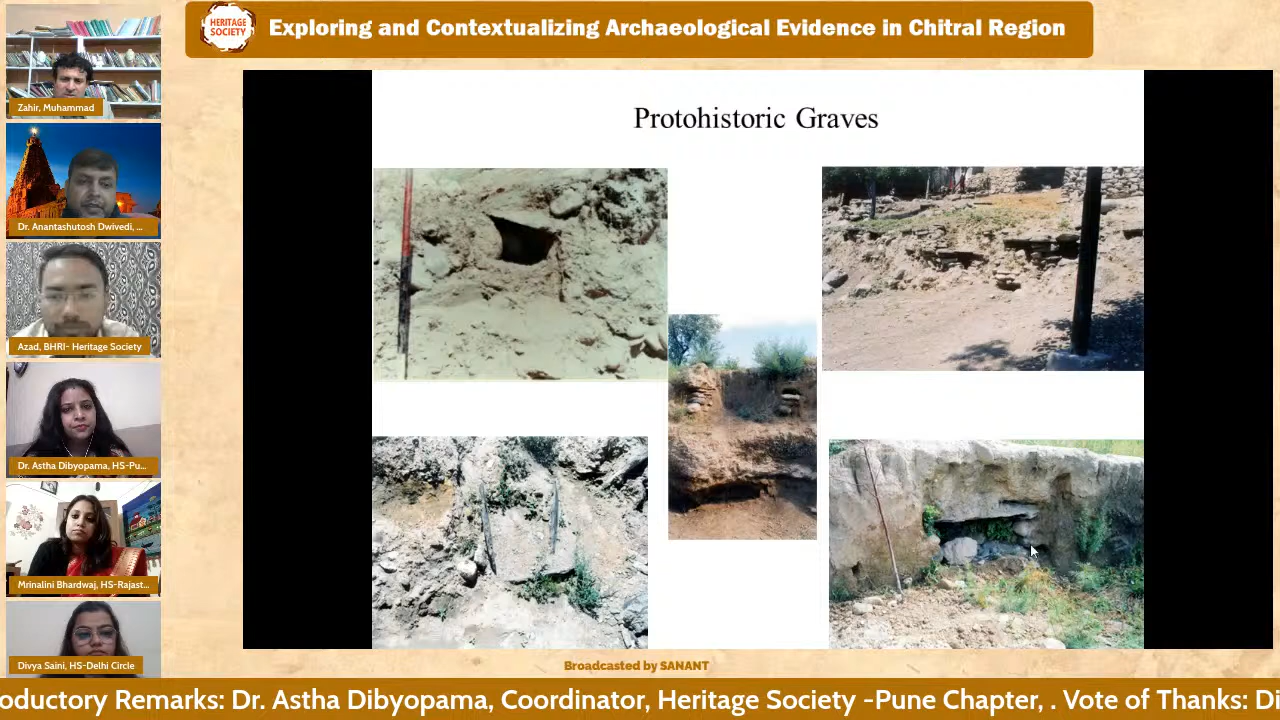 HERITAGE
SOCIETY
Exploring and Contextualizing Archaeological Evidence in Chitral Region
Zahir, Muhammad
Dr. Anantashutosh Dwivedi, ...
Azad, BHRI- Heritage Society
Dr. Astha Dibyopama, HS-Pu...
Mrinalini Bhardwaj, HS-Rajast...
Divya Saini, HS-Delhi Circle
Protohistoric Graves
Broadcasted by SANANT
oductory Remarks: Dr. Astha Dibyopama, Coordinator, Heritage Society -Pune Chapter, . Vote of Thanks: Di